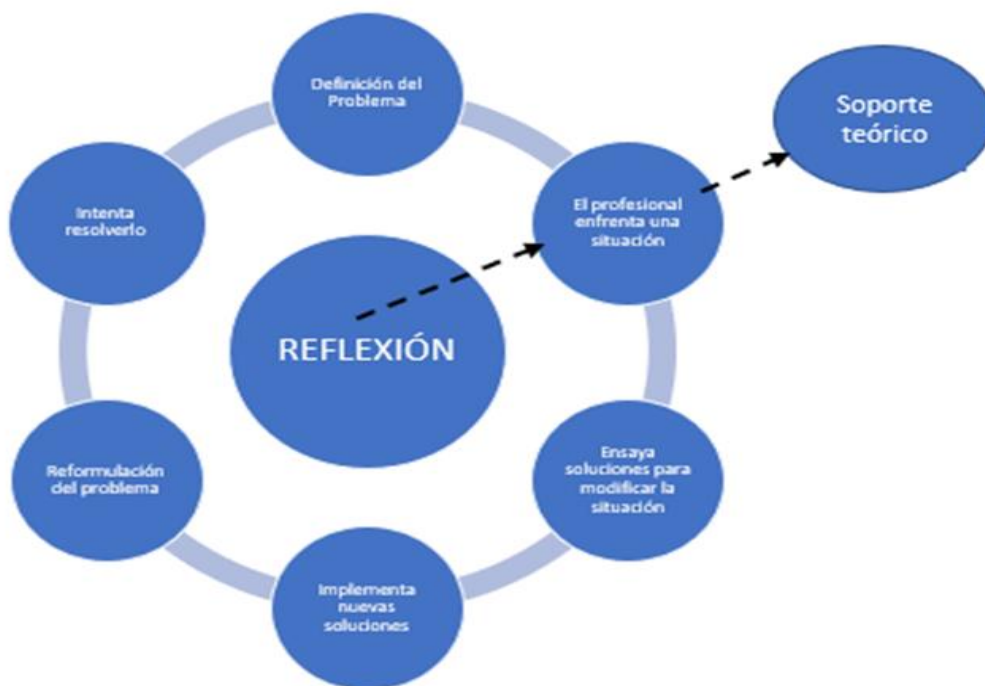 Definición del
Problema
Soporte
teórico
El profesional
enfrenta una
situación
Intenta
resolverlo
REFLEXIÓN
Ensaya
soluciones para
modificar la
situación
Reformulación
del problema
Implementa
nuevas
soluciones